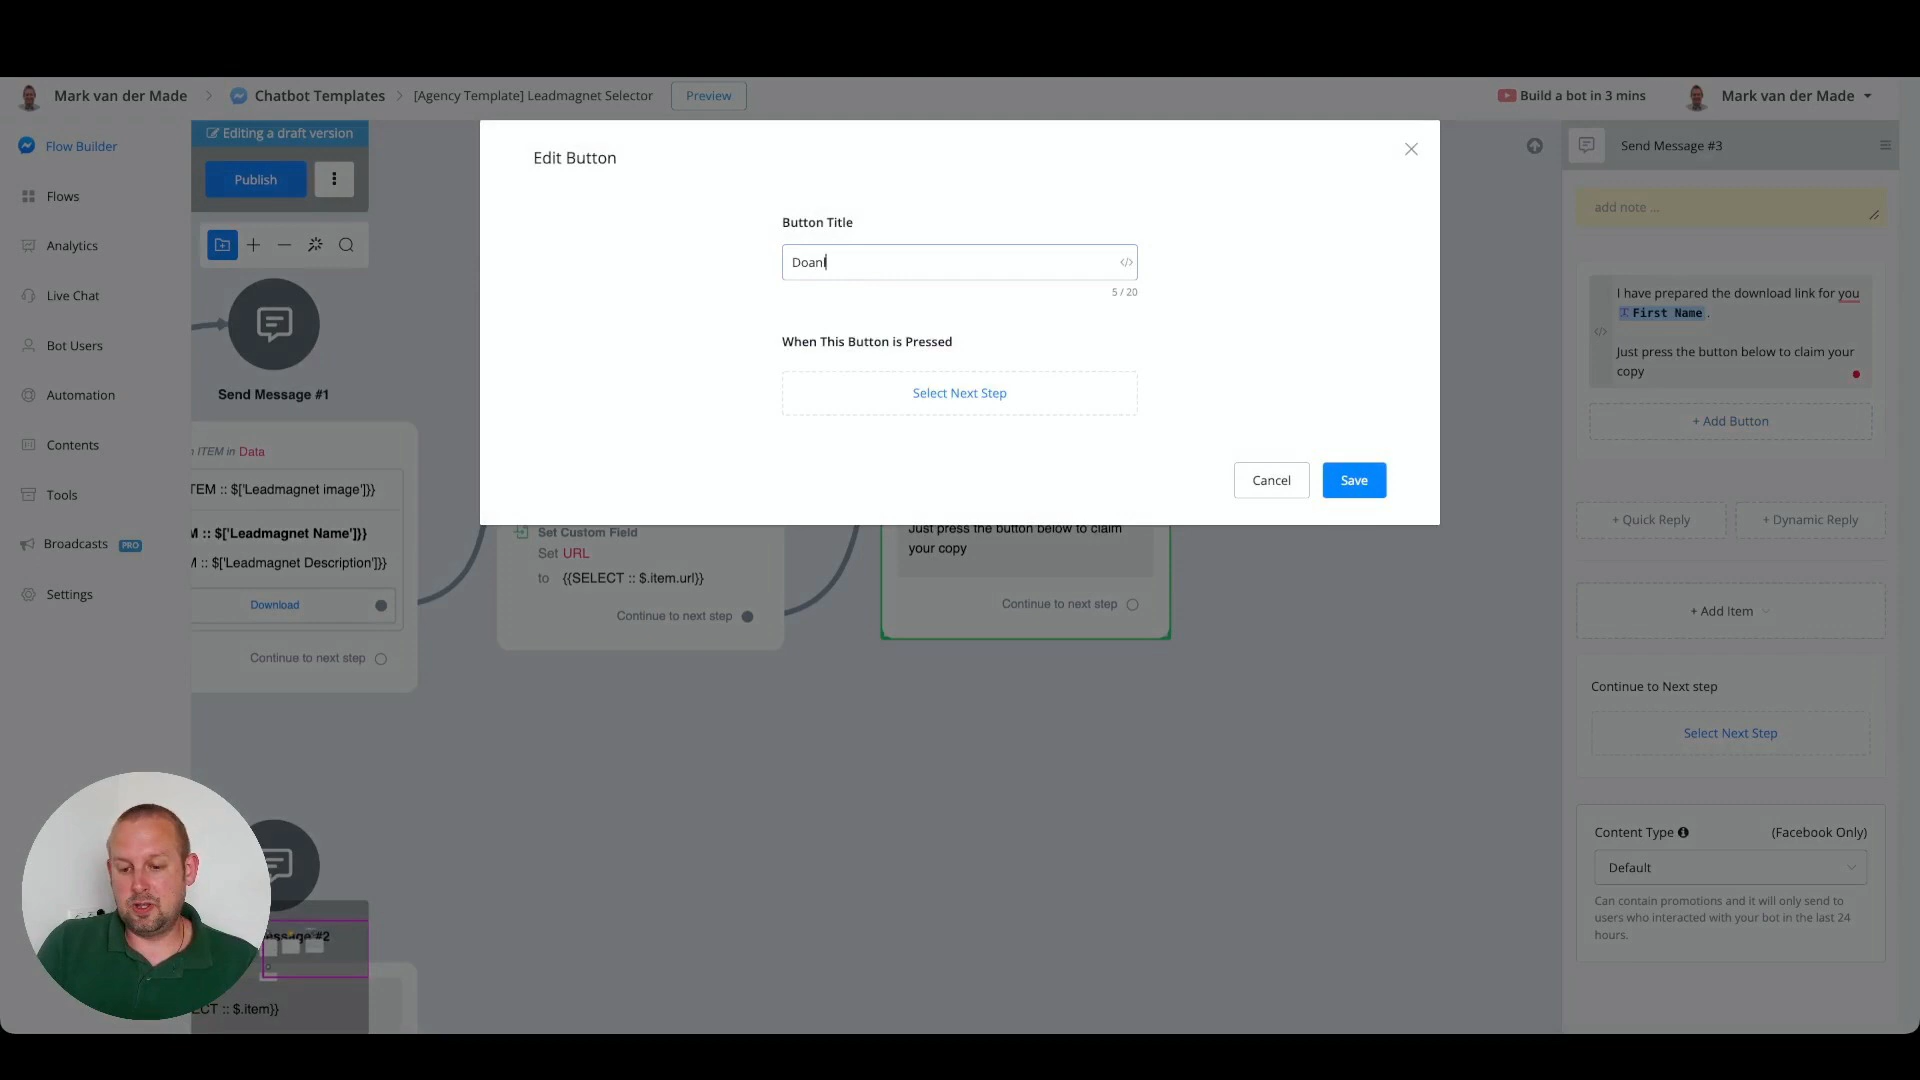 Mark van der Made
Chatbot Templates
[Agency Template] Leadmagnet Selector
Preview
Build a bot in 3 mins
Mark van der Made
Flow Builder
Flows
Analytics
Live Chat
Bot Users
Automation
Contents
Tools
Broadcasts PRO
Settings
Editing a draft version
Publish
Send Message #1
ITEM in Data
TEM :: $['Leadmagnet image']}}
:: $['Leadmagnet Name']}}
:: $['Leadmagnet Description']}}
Download
Continue to next step
Edit Button
Button Title
Doanl
</>
5 / 20
When This Button is Pressed
Select Next Step
Cancel
Save
Set Custom Field
Set URL
to {{SELECT :: $.item.url}}
Continue to next step
Just press the button below to claim
your copy
Continue to next step
#2
ECT :: $.item}}
Send Message #3
add note ...
I have prepared the download link for you
First Name .
Just press the button below to claim your
copy
</>
+ Add Button
+ Quick Reply
+ Dynamic Reply
+ Add Item
Continue to Next step
Select Next Step
Content Type
(Facebook Only)
Default
Can contain promotions and it will only send to
users who interacted with your bot in the last 24
hours.